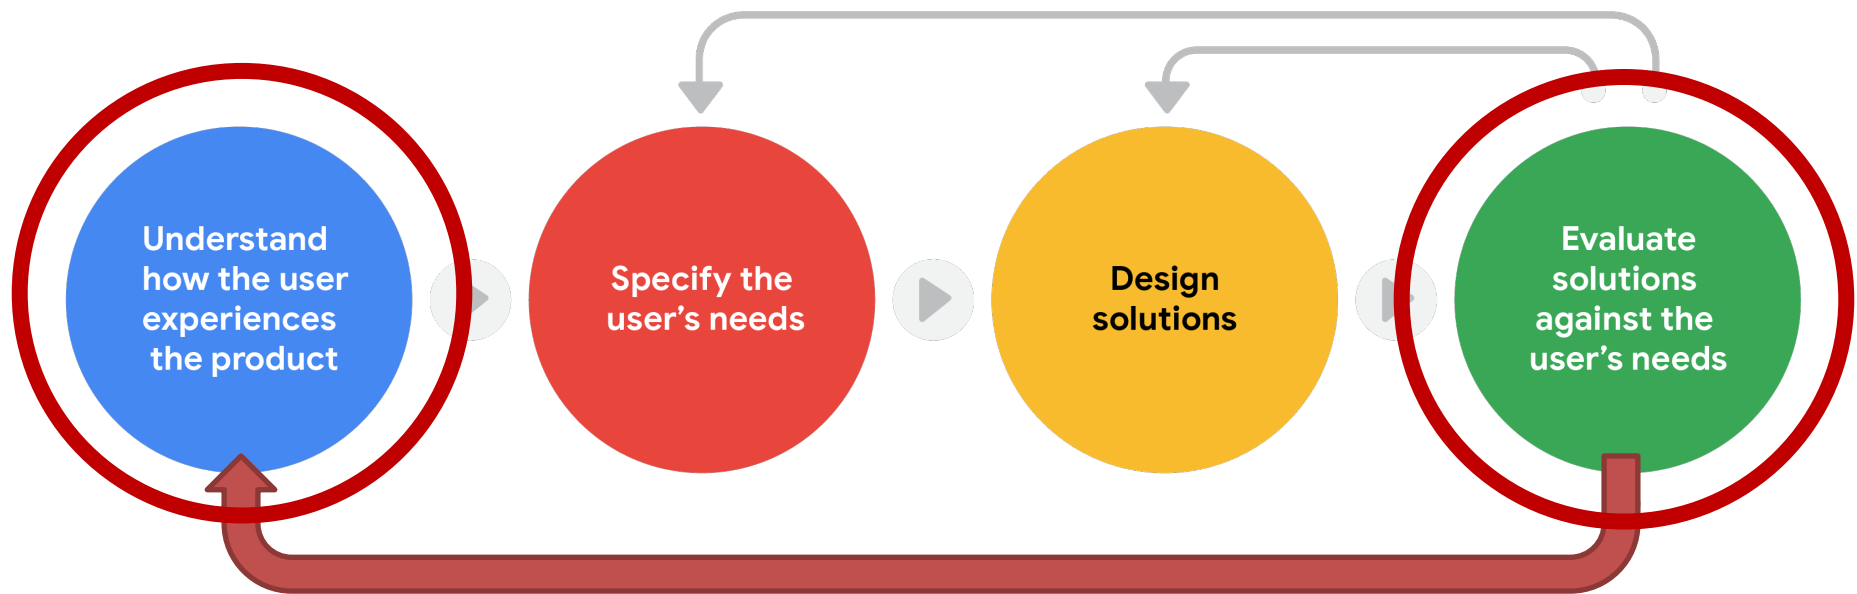 Understand
how the user
experiences
the product
Specify the
user's needs
Design
solutions
Evaluate
solutions
against the
user's needs